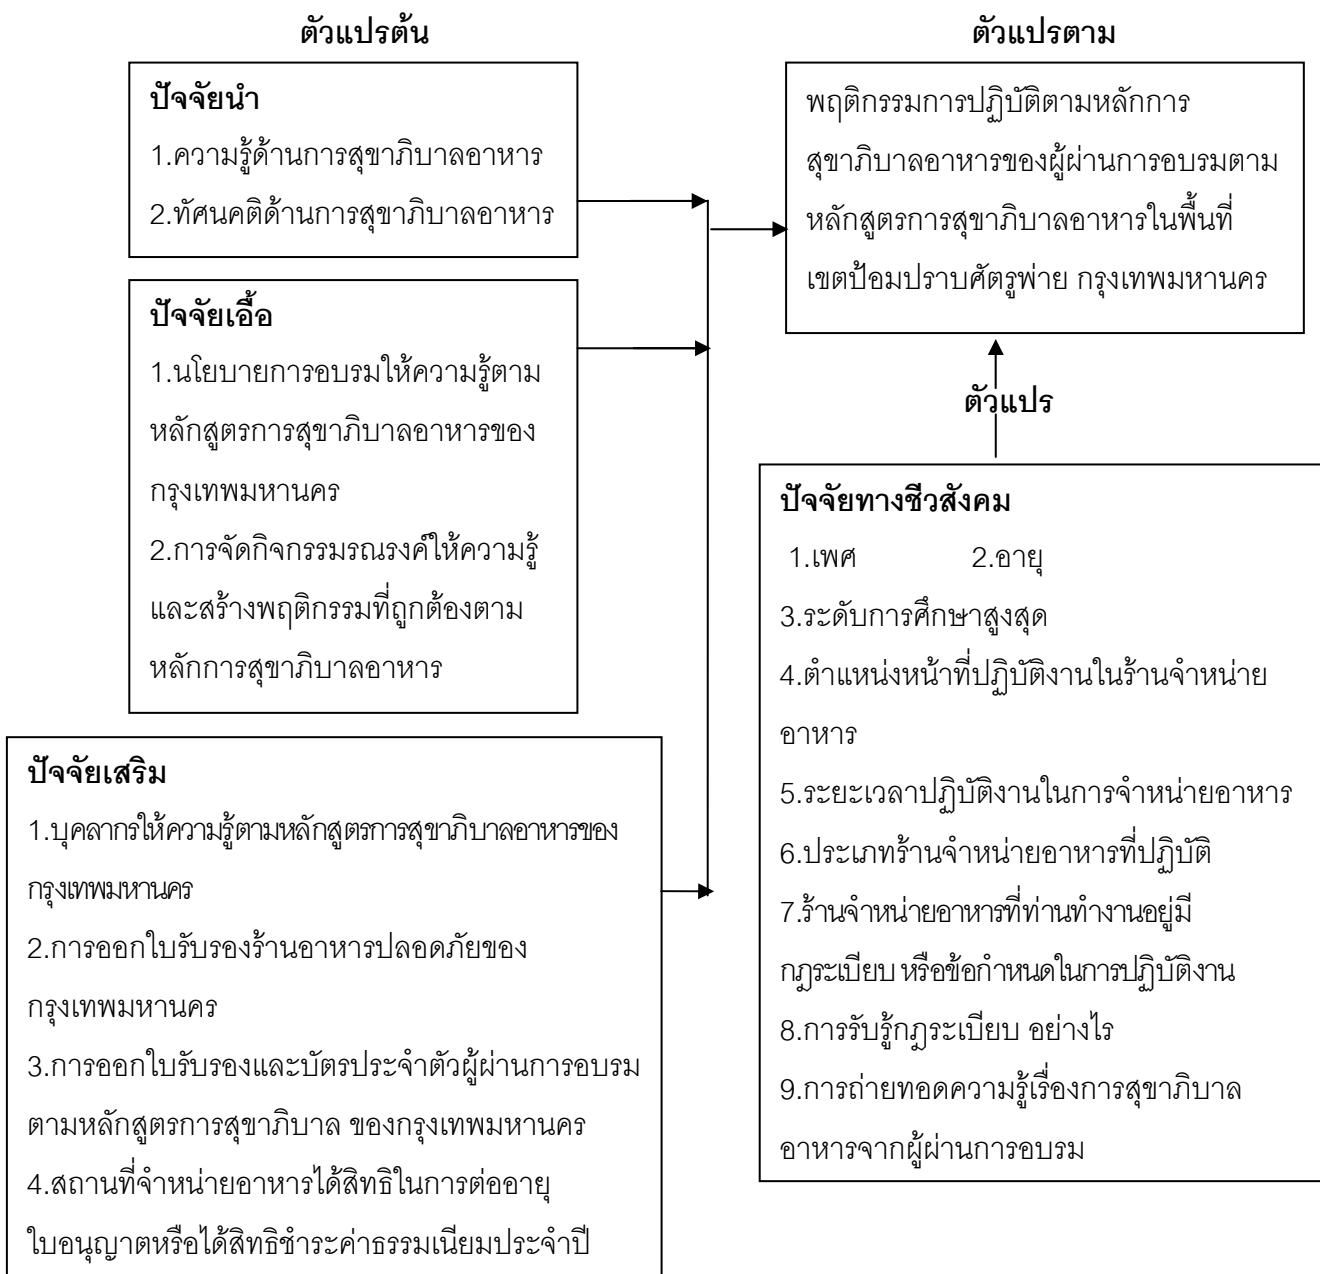 ตัวแปรต้น
ปัจจัยนำ
1.ความรู้ด้านการสุขาภิบาลอาหาร
2.ทัศนคติด้านการสุขาภิบาลอาหาร
ปัจจัยเอื้อ
1.นโยบายการอบรมให้ความรู้ตาม
หลักสูตรการสุขาภิบาลอาหารของ
กรุงเทพมหานคร
2.การจัดกิจกรรมรณรงค์ให้ความรู้
และสร้างพฤติกรรมที่ถูกต้องตาม
หลักการสุขาภิบาลอาหาร
ปัจจัยเสริม
1.บุคลากรให้ความรู้ตามหลักสูตรการสุขาภิบาลอาหารของ
กรุงเทพมหานคร
2.การออกใบรับรองร้านอาหารปลอดภัยของ
กรุงเทพมหานคร
3.การออกใบรับรองและบัตรประจำตัวผู้ผ่านการอบรม
ตามหลักสูตรการสุขาภิบาล ของกรุงเทพมหานคร
4.สถานที่จำหน่ายอาหารได้สิทธิในการต่ออายุ
ใบอนุญาตหรือได้สิทธิชำระค่าธรรมเนียมประจำปี
ตัวแปรตาม
พฤติกรรมการปฏิบัติตามหลักการ
สุขาภิบาลอาหารของผู้ผ่านการอบรมตาม
หลักสูตรการสุขาภิบาลอาหารในพื้นที่
เขตป้อมปราบศัตรูพ่าย กรุงเทพมหานคร
ตัวแปร
ปัจจัยทางชีวสังคม
1.เพศ 2.อายุ
3.ระดับการศึกษาสูงสุด
4.ตำแหน่งหน้าที่ปฏิบัติงานในร้านจำหน่าย
อาหาร
5.ระยะเวลาปฏิบัติงานในการจำหน่ายอาหาร
6.ประเภทร้านจำหน่ายอาหารที่ปฏิบัติ
7.ร้านจำหน่ายอาหารที่ท่านทำงานอยู่มี
กฎระเบียบ หรือข้อกำหนดในการปฏิบัติงาน
8.การรับรู้กฎระเบียบ อย่างไร
9.การถ่ายทอดความรู้เรื่องการสุขาภิบาล
อาหารจากผู้ผ่านการอบรม